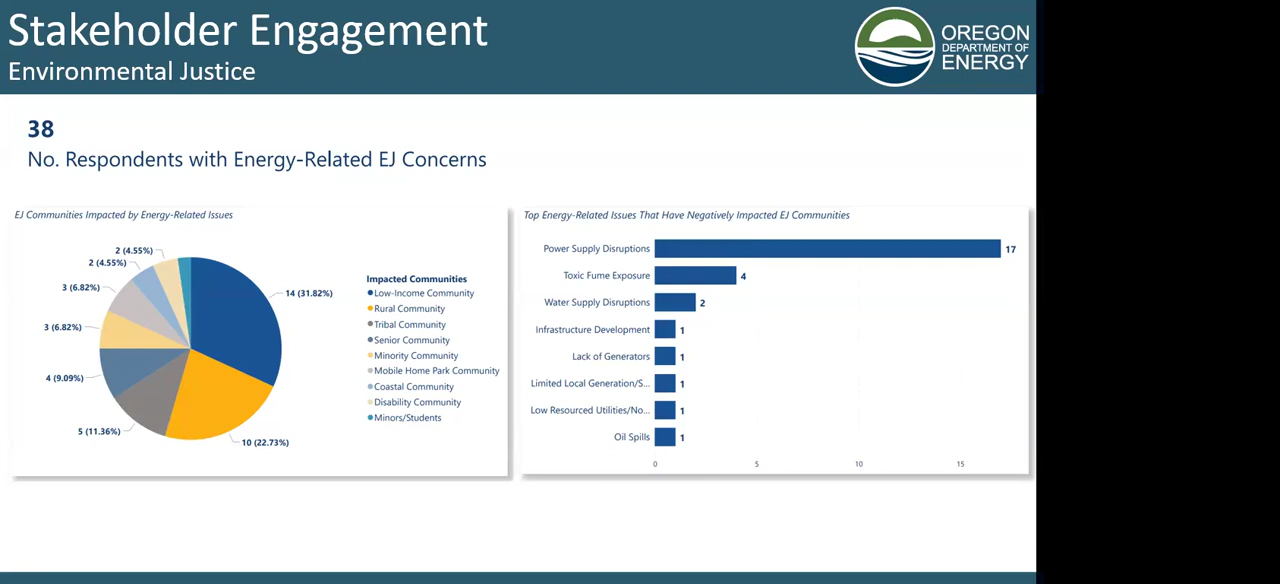 Stakeholder Engagement
Environmental Justice
OREGON
DEPARTMENT OF
ENERGY
38
No. Respondents with Energy-Related EJ Concerns
EJ Communities Impacted by Energy-Related Issues
2 (4.55%)
2 (4.55%)
3 (6.82%)
3 (6.82%)
4 (9.09%)
5 (11.36%)
10 (22.73%)
14 (31.82%)
Impacted Communities
Low-Income Community
Rural Community
Tribal Community
Senior Community
Minority Community
Mobile Home Park Community
Coastal Community
Disability Community
Minors/Students
Top Energy-Related Issues That Have Negatively Impacted EJ Communities
Power Supply Disruptions 17
Toxic Fume Exposure 4
Water Supply Disruptions 2
Infrastructure Development 1
Lack of Generators 1
Limited Local Generation/S... 1
Low Resourced Utilities/No... 1
Oil Spills 1
0 5 10 15